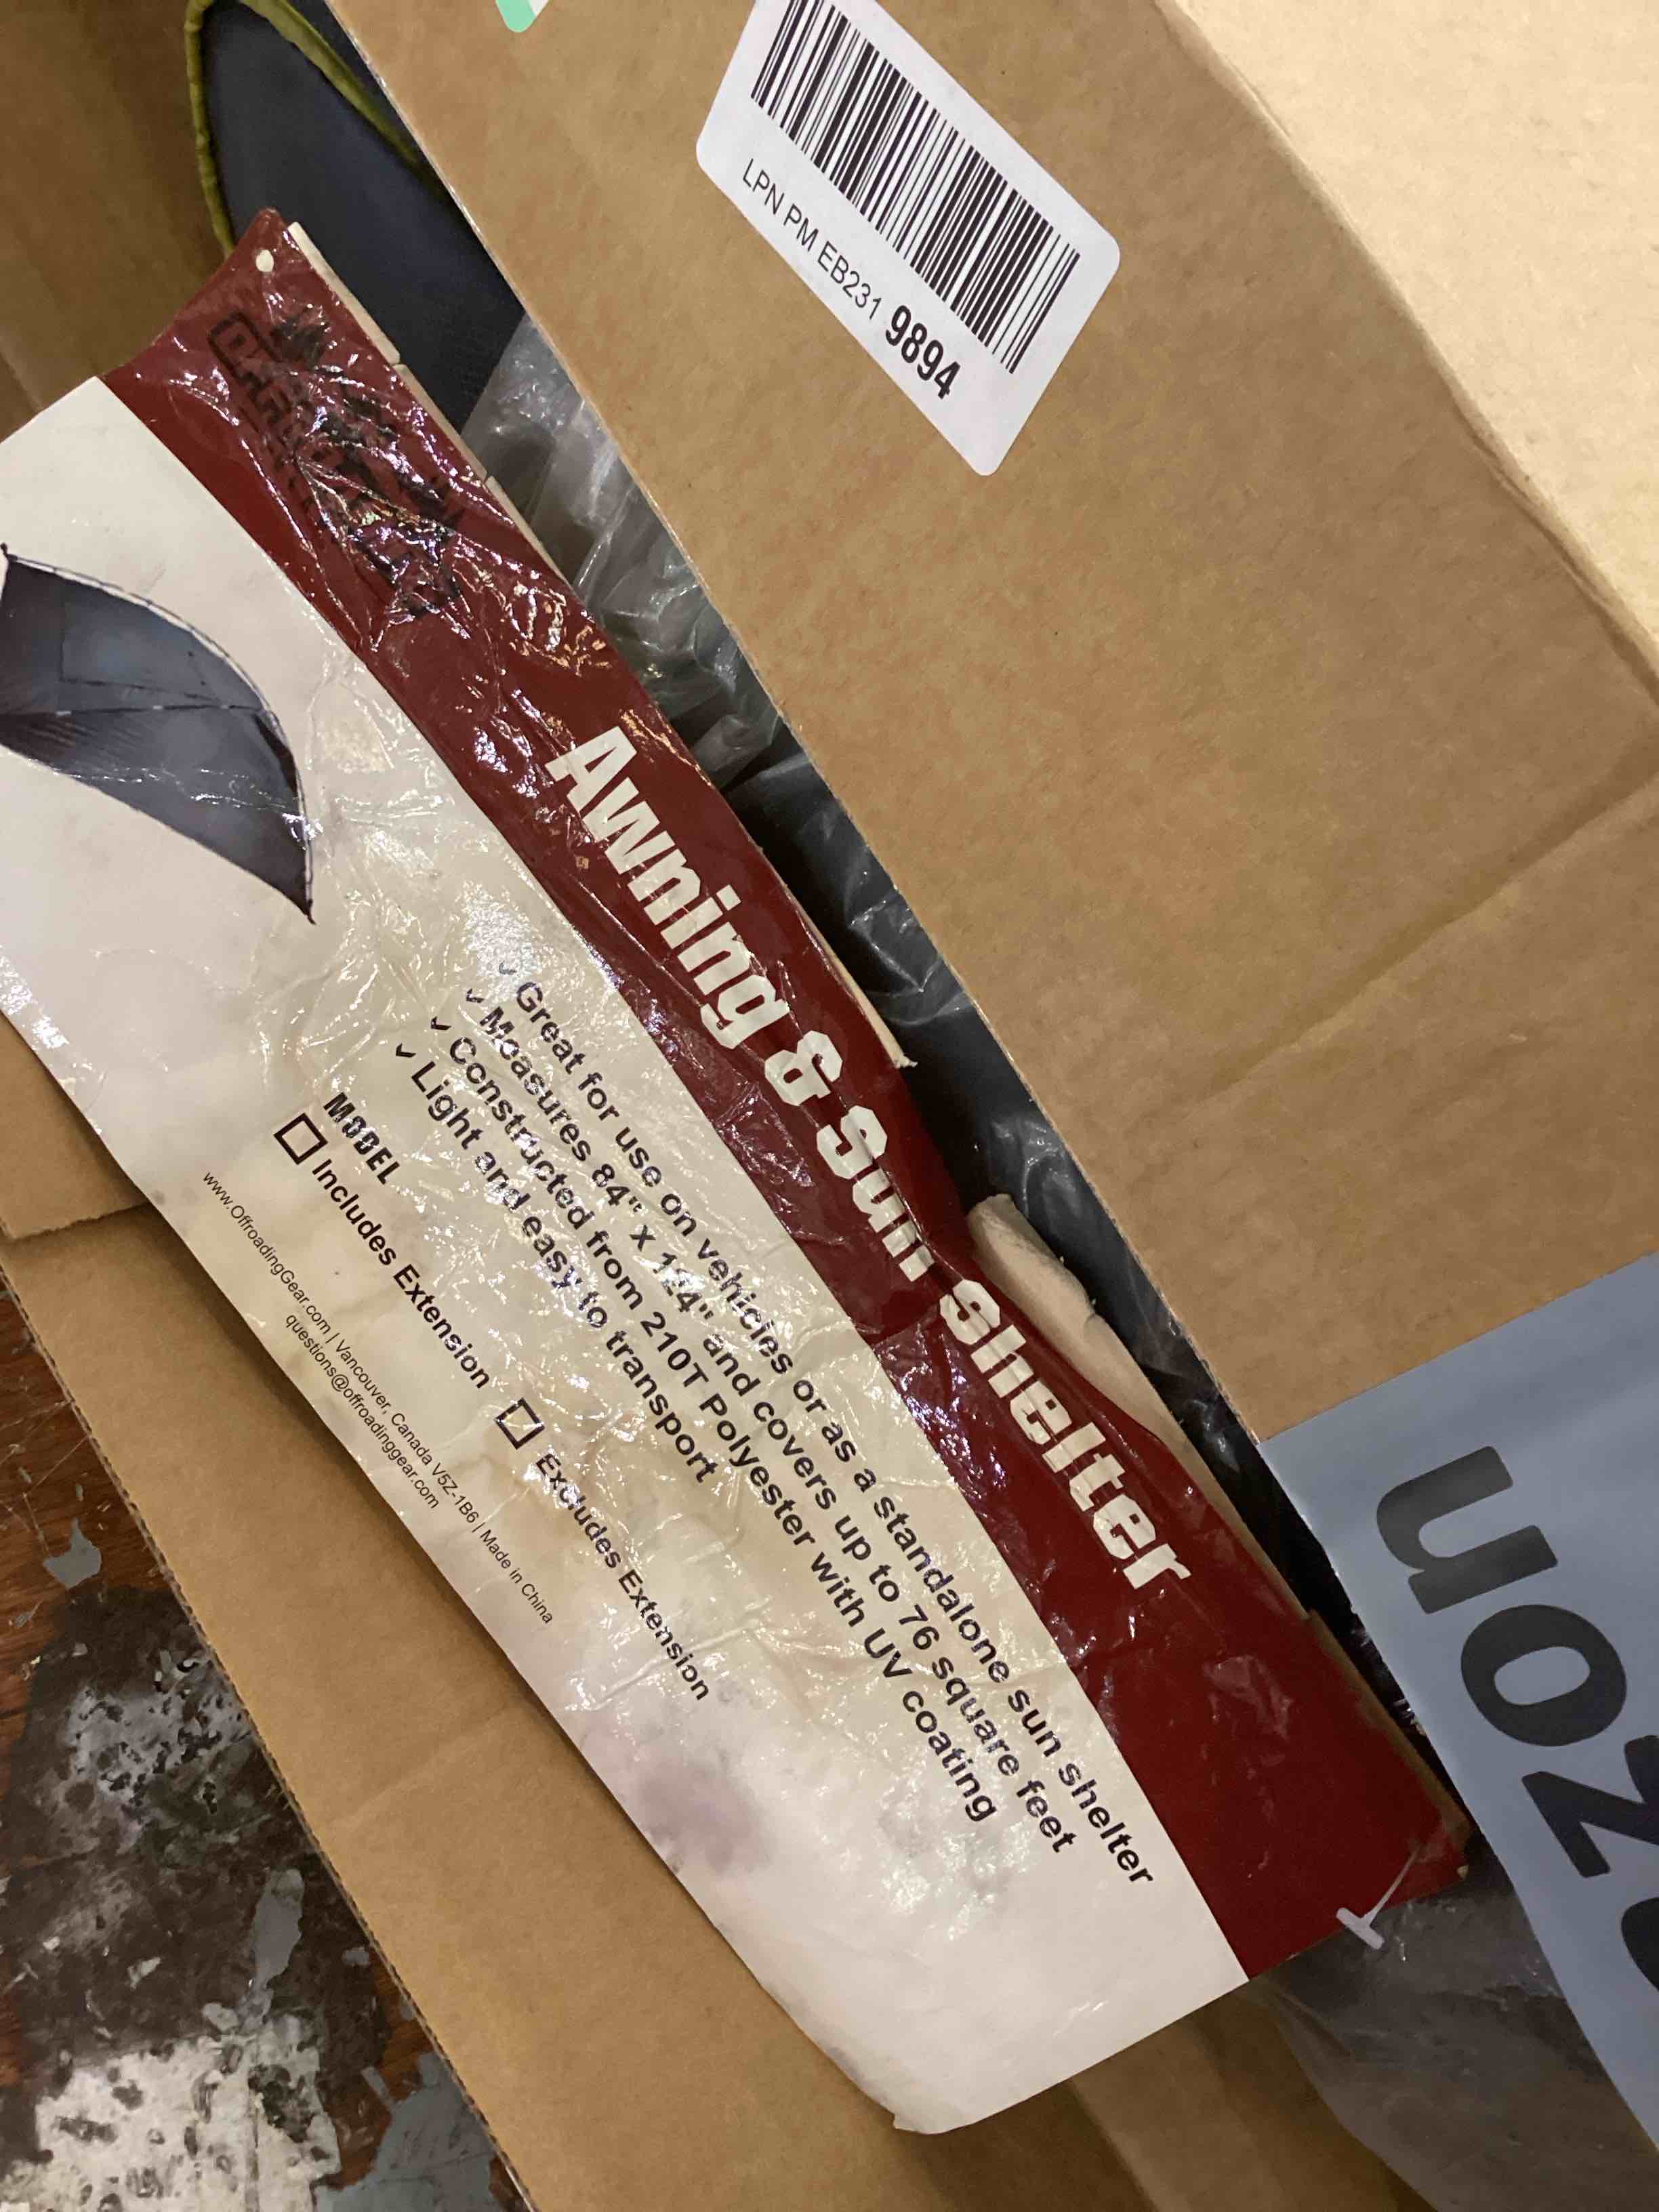 LPN PM EB231 9894
Awning & Sun Shelter
✓ Great for use on vehicles or as a standalone sun shelter
✓ Measures 84" x 124" and covers up to 76 square feet
✓ Constructed from 210T Polyester with UV coating
✓ Light and easy to transport
MODEL
Includes Extension
Excludes Extension
www.OffroadingGear.com | Vancouver, Canada V5Z-1B6 | Made in China
questions@offroadinggear.com